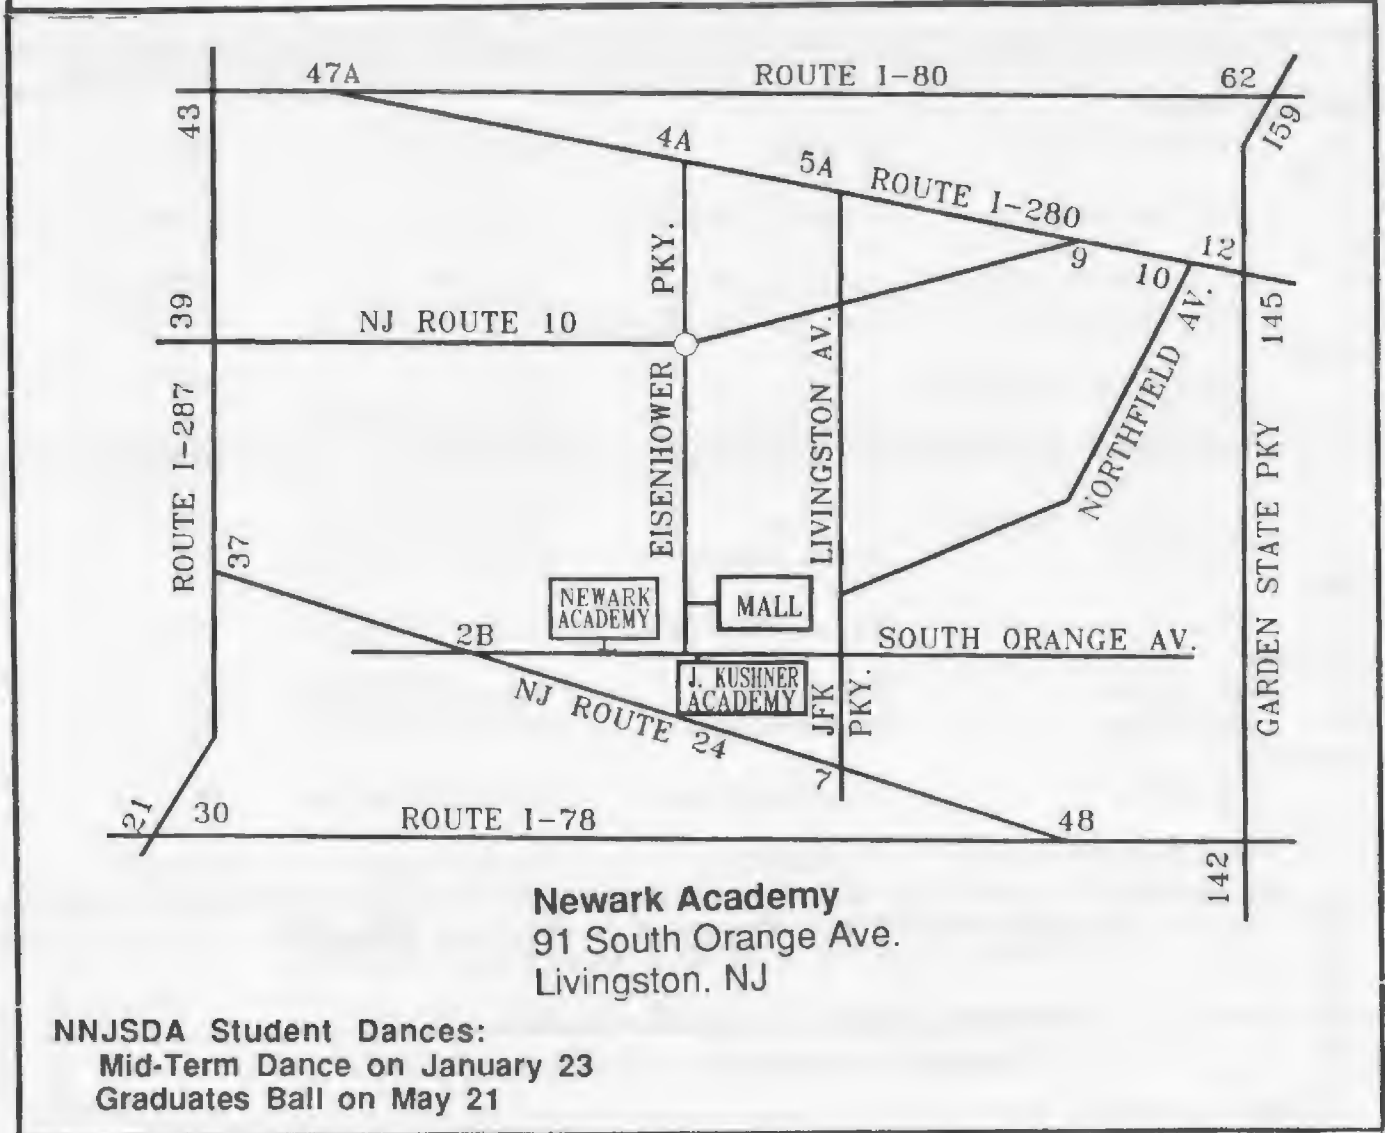 47A
ROUTE I-80
62
43
159
4A
5A
ROUTE I-280
9
10
12
145
39
NJ ROUTE 10
EISENHOWER PKY.
LIVINGSTON AV.
NORTHFIELD AV.
ROUTE I-287
GARDEN STATE PKY
37
NEWARK
ACADEMY
MALL
2B
SOUTH ORANGE AV.
J. KUSHNER
ACADEMY
JFK
PKY.
NJ ROUTE 24
7
21
30
ROUTE I-78
48
142
Newark Academy
91 South Orange Ave.
Livingston. NJ
NNJSDA Student Dances:
Mid-Term Dance on January 23
Graduates Ball on May 21